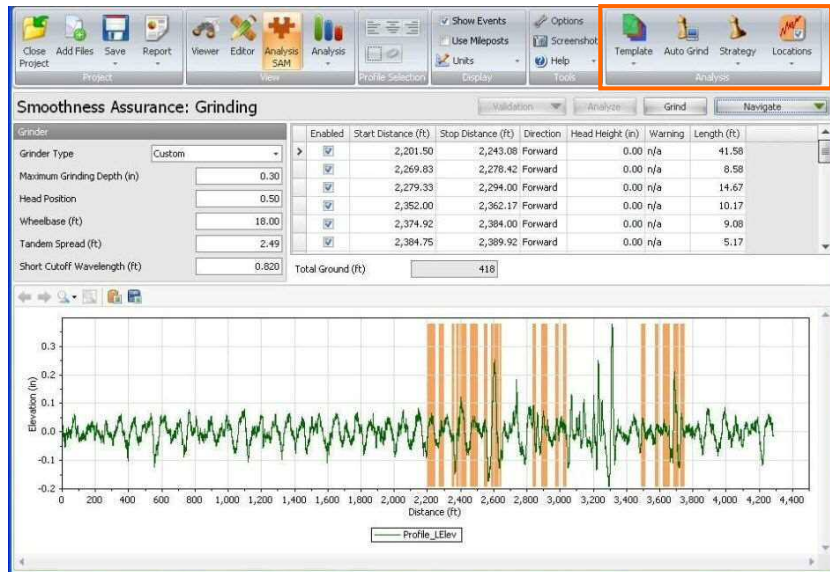 Close Project
Add Files
Save
Report
Project
Viewer
Editor
Analysis SAM
View
Analysis
Profile Selection
Show Events
Use Mileposts
Units
Display
Options
Screenshot
Help
Tools
Template
Auto Grind
Strategy
Locations
Analysis
Smoothness Assurance: Grinding
Validation
Analyze
Grind
Navigate
Grinder
Grinder Type Custom
Maximum Grinding Depth (in) 0.30
Head Position 0.50
Wheelbase (ft) 18.00
Tandem Spread (ft) 2.49
Short Cutoff Wavelength (ft) 0.820
Enabled Start Distance (ft) Stop Distance (ft) Direction Head Height (in) Warning Length (ft)
2,201.50 2,243.08 Forward 0.00 n/a 41.58
2,269.83 2,278.42 Forward 0.00 n/a 8.58
2,279.33 2,294.00 Forward 0.00 n/a 14.67
2,352.00 2,362.17 Forward 0.00 n/a 10.17
2,374.92 2,384.00 Forward 0.00 n/a 9.08
2,384.75 2,389.92 Forward 0.00 n/a 5.17
Total Ground (ft) 418
Elevation (in)
0.3
0.2
0.1
0.0
-0.1
-0.2
0 200 400 600 800 1,000 1,200 1,400 1,600 1,800 2,000 2,200 2,400 2,600 2,800 3,000 3,200 3,400 3,600 3,800 4,000 4,200 4,400
Distance (ft)
Profile_LElev